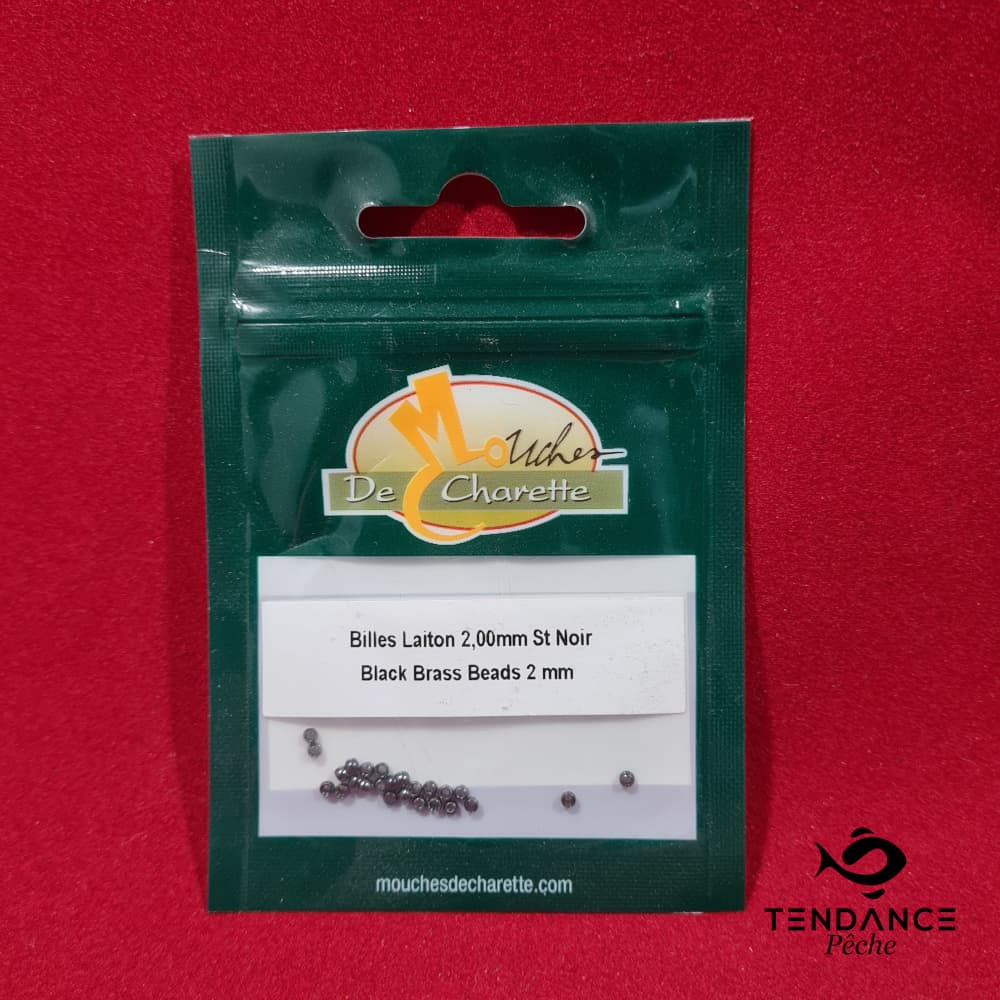 Mouches
De Charette
Billes Laiton 2,00mm St Noir
Black Brass Beads 2 mm
mouchesdecharette.com
TENDANCE
Pêche